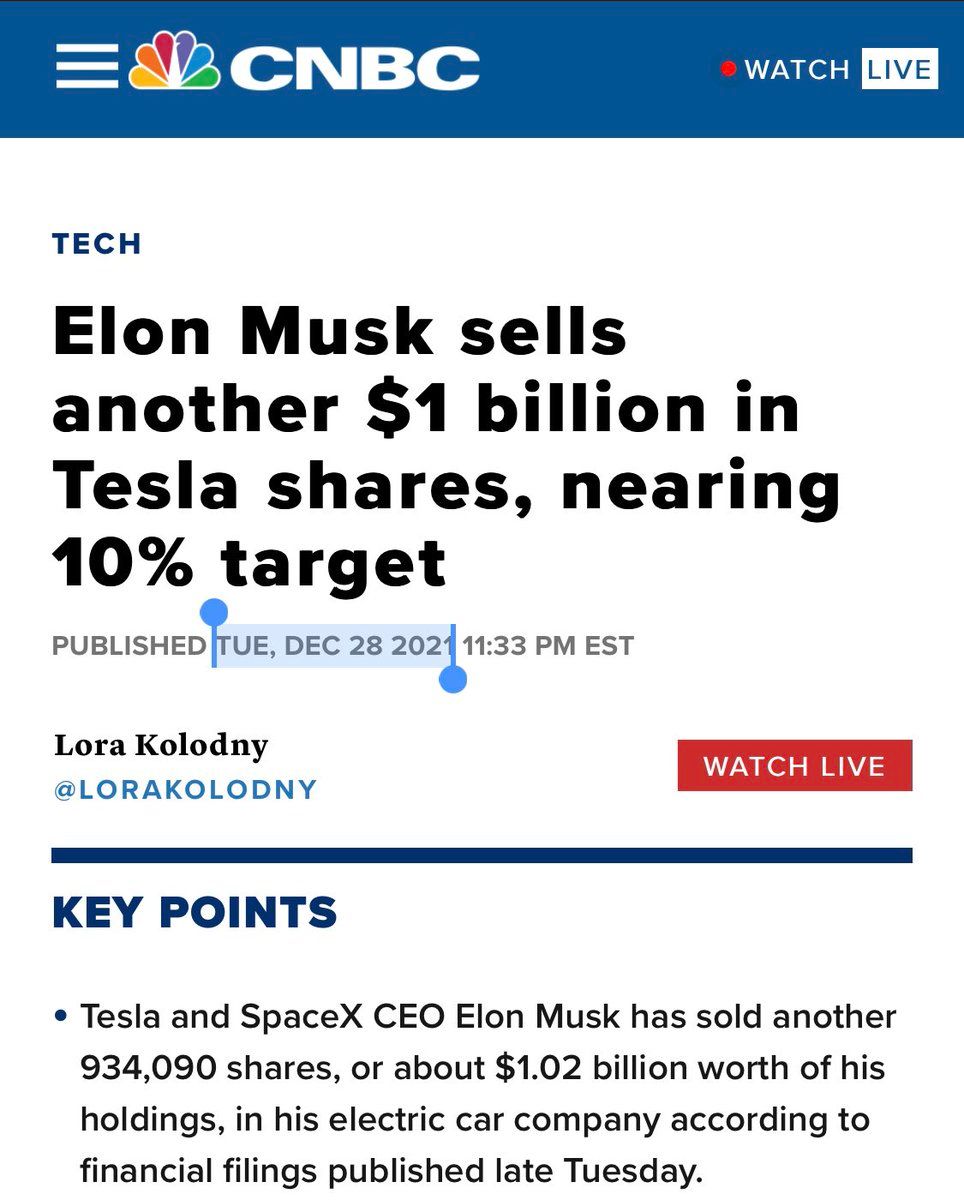 CNBC
WATCH LIVE
TECH
Elon Musk sells
another $1 billion in
Tesla shares, nearing
10% target
PUBLISHED TUE, DEC 28 2021 11:33 PM EST
Lora Kolodny
@LORAKOLODNY
WATCH LIVE
KEY POINTS
• Tesla and SpaceX CEO Elon Musk has sold another
934,090 shares, or about $1.02 billion worth of his
holdings, in his electric car company according to
financial filings published late Tuesday.